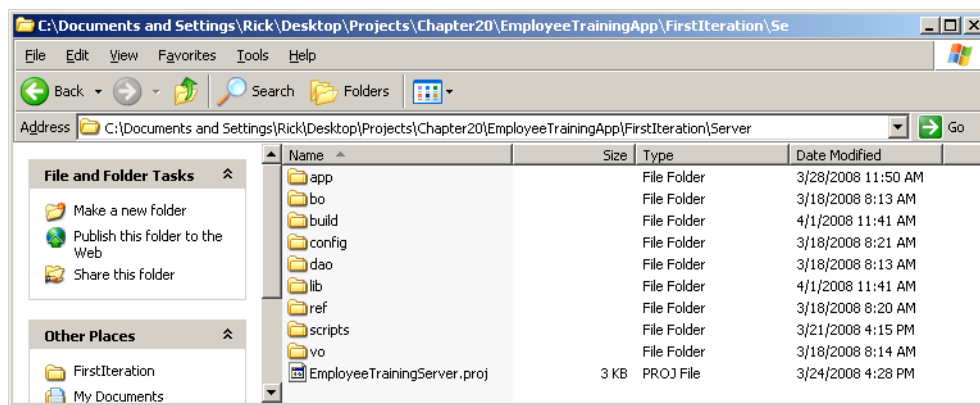 C:\Documents and Settings\Rick\Desktop\Projects\Chapter20\EmployeeTrainingApp\FirstIteration\Se
File Edit View Favorites Tools Help
Back Search Folders
Address C:\Documents and Settings\Rick\Desktop\Projects\Chapter20\EmployeeTrainingApp\FirstIteration\Server Go
File and Folder Tasks
Make a new folder
Publish this folder to the
Web
Share this folder
Other Places
FirstIteration
My Documents
Name Size Type Date Modified
app File Folder 3/28/2008 11:50 AM
bo File Folder 3/18/2008 8:13 AM
build File Folder 4/1/2008 11:41 AM
config File Folder 3/18/2008 8:21 AM
dao File Folder 3/18/2008 8:13 AM
lib File Folder 4/1/2008 11:41 AM
ref File Folder 3/18/2008 8:20 AM
scripts File Folder 3/21/2008 4:15 PM
vo File Folder 3/18/2008 8:14 AM
EmployeeTrainingServer.proj 3 KB PROJ File 3/24/2008 4:28 PM